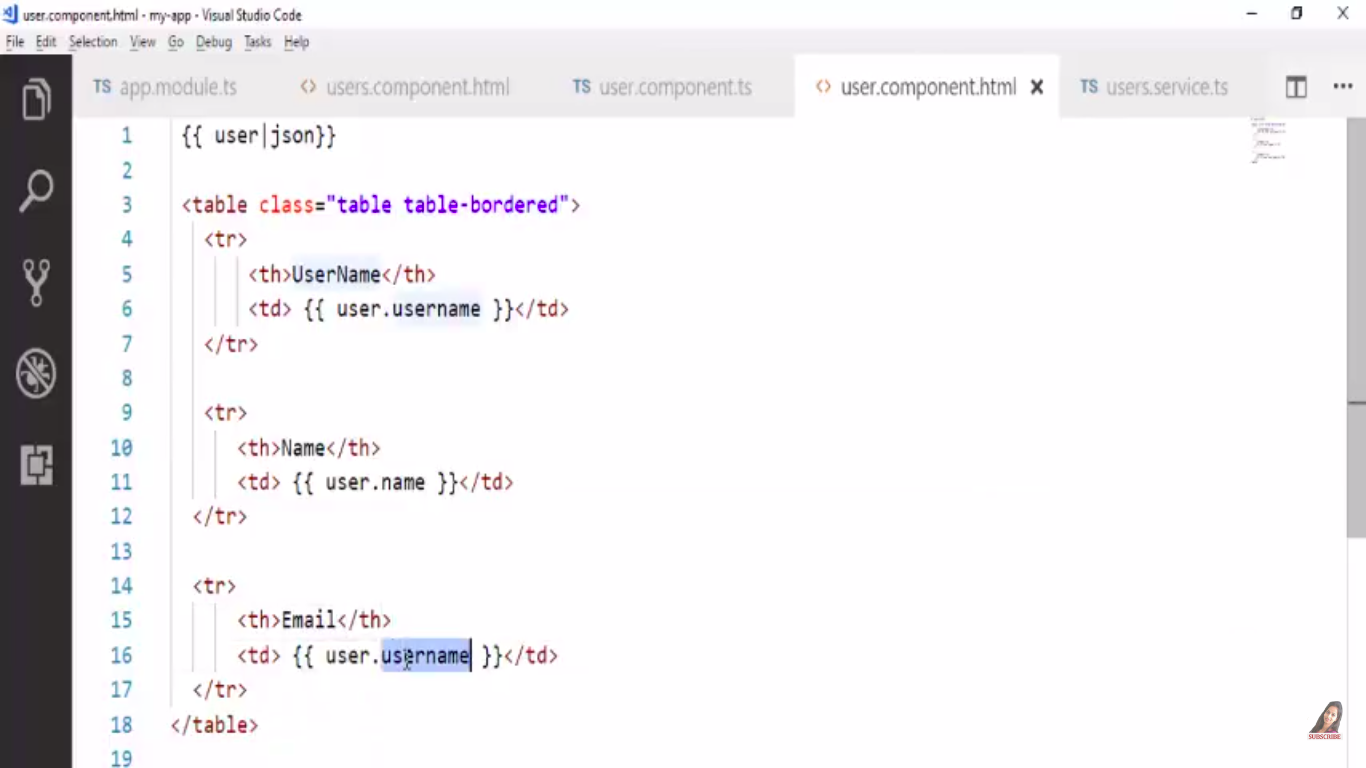 user.component.html - my-app - Visual Studio Code
File Edit Selection View Go Debug Tasks Help
TS app.module.ts <> users.component.html TS user.component.ts <> user.component.html TS users.service.ts
1 {{ user|json}}
2
3 <table class="table table-bordered">
4 <tr>
5 <th>UserName</th>
6 <td> {{ user.username }}</td>
7 </tr>
8
9 <tr>
10 <th>Name</th>
11 <td> {{ user.name }}</td>
12 </tr>
13
14 <tr>
15 <th>Email</th>
16 <td> {{ user.username }}</td>
17 </tr>
18 </table>
19
SUBSCRIBE